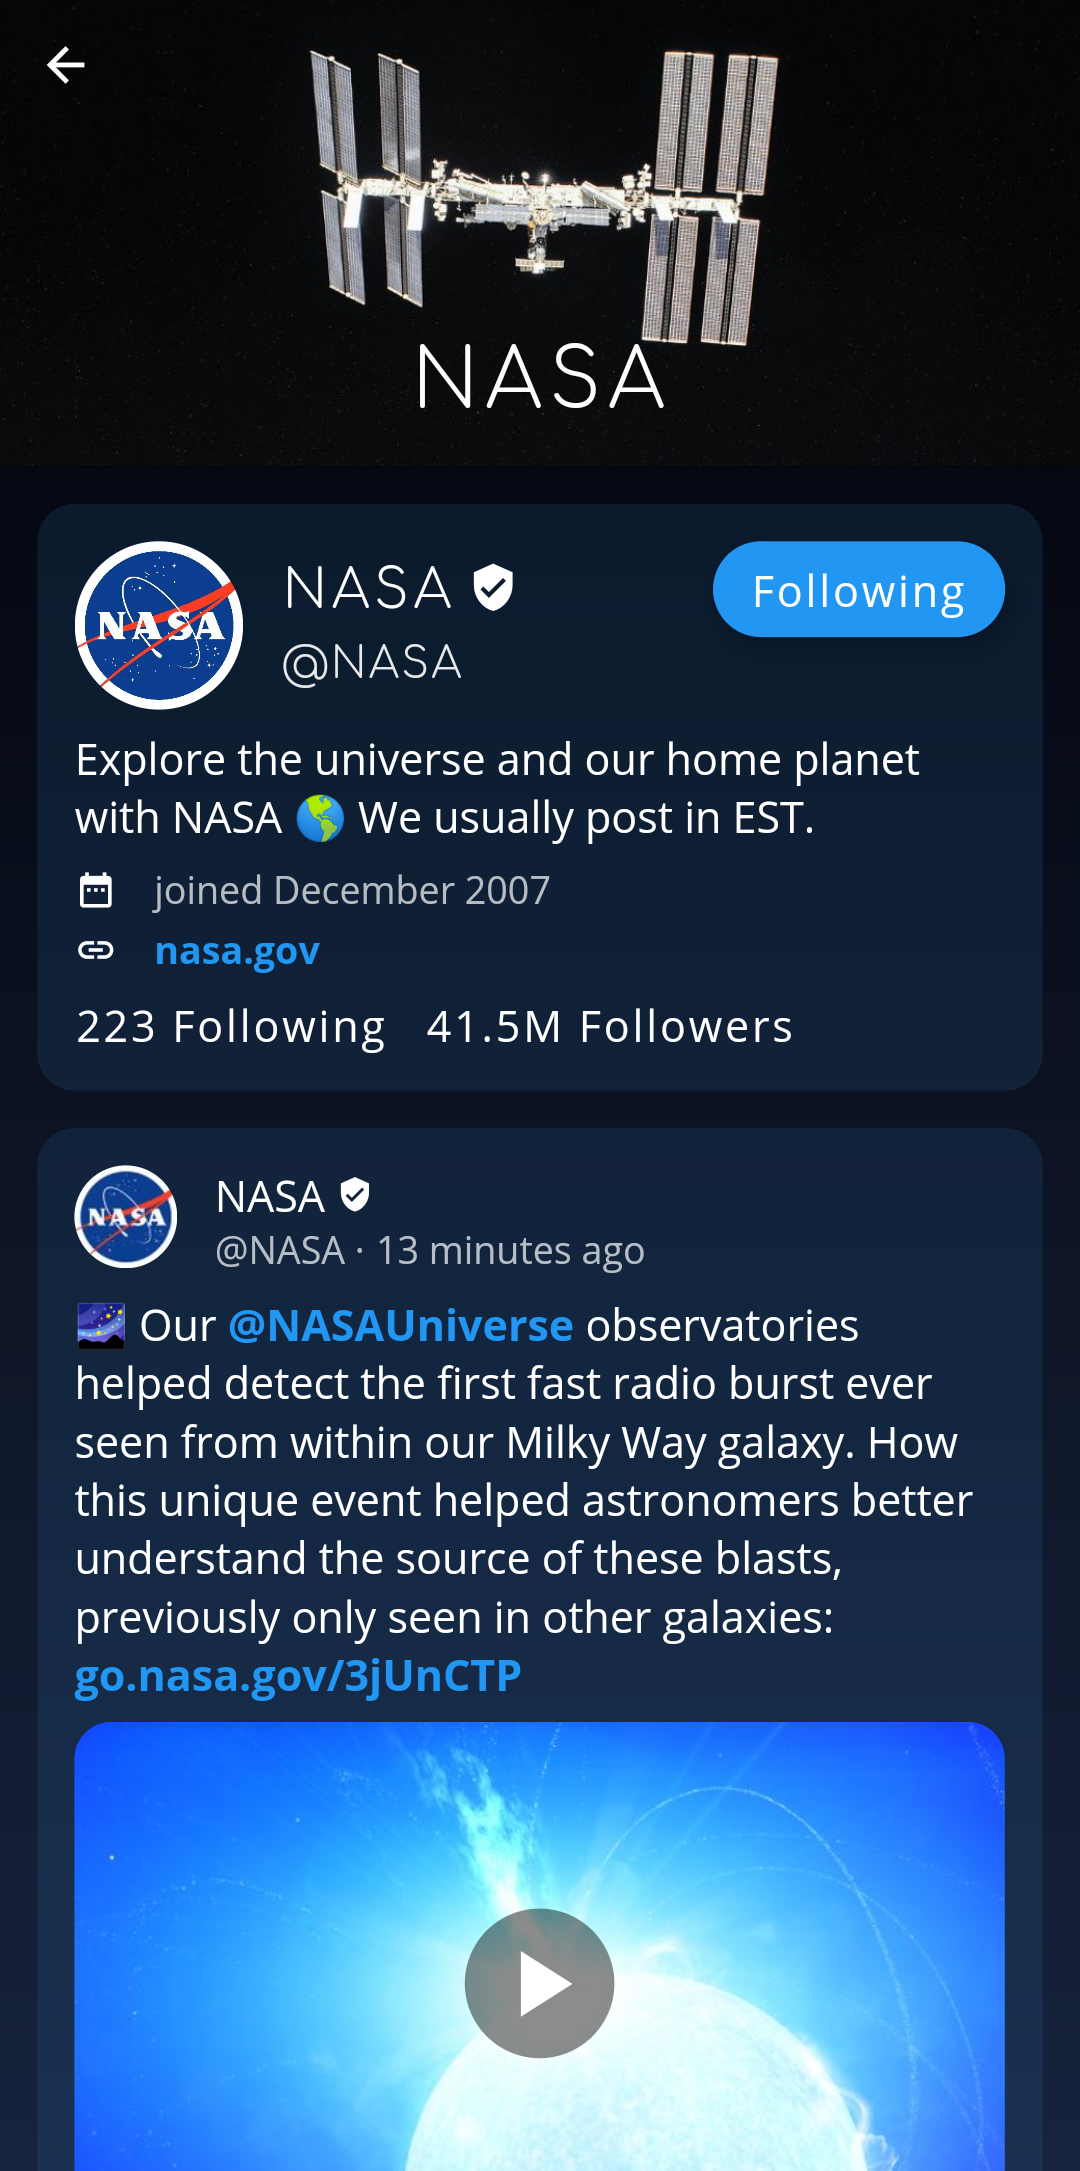 NASA
NASA
NASA
Following
@NASA
Explore the universe and our home planet
with NASA 🌎 We usually post in EST.
joined December 2007
nasa.gov
223 Following 41.5M Followers
NASA
NASA
@NASA · 13 minutes ago
🌌 Our @NASAUniverse observatories
helped detect the first fast radio burst ever
seen from within our Milky Way galaxy. How
this unique event helped astronomers better
understand the source of these blasts,
previously only seen in other galaxies:
go.nasa.gov/3jUnCTP